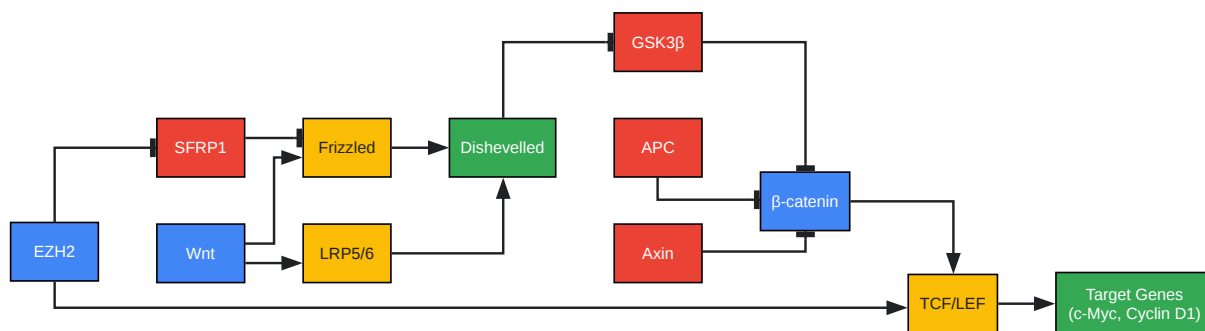 GSK3β
SFRP1
Frizzled
Dishevelled
APC
β-catenin
EZH2
Wnt
LRP5/6
Axin
TCF/LEF
Target Genes
(c-Myc, Cyclin D1)